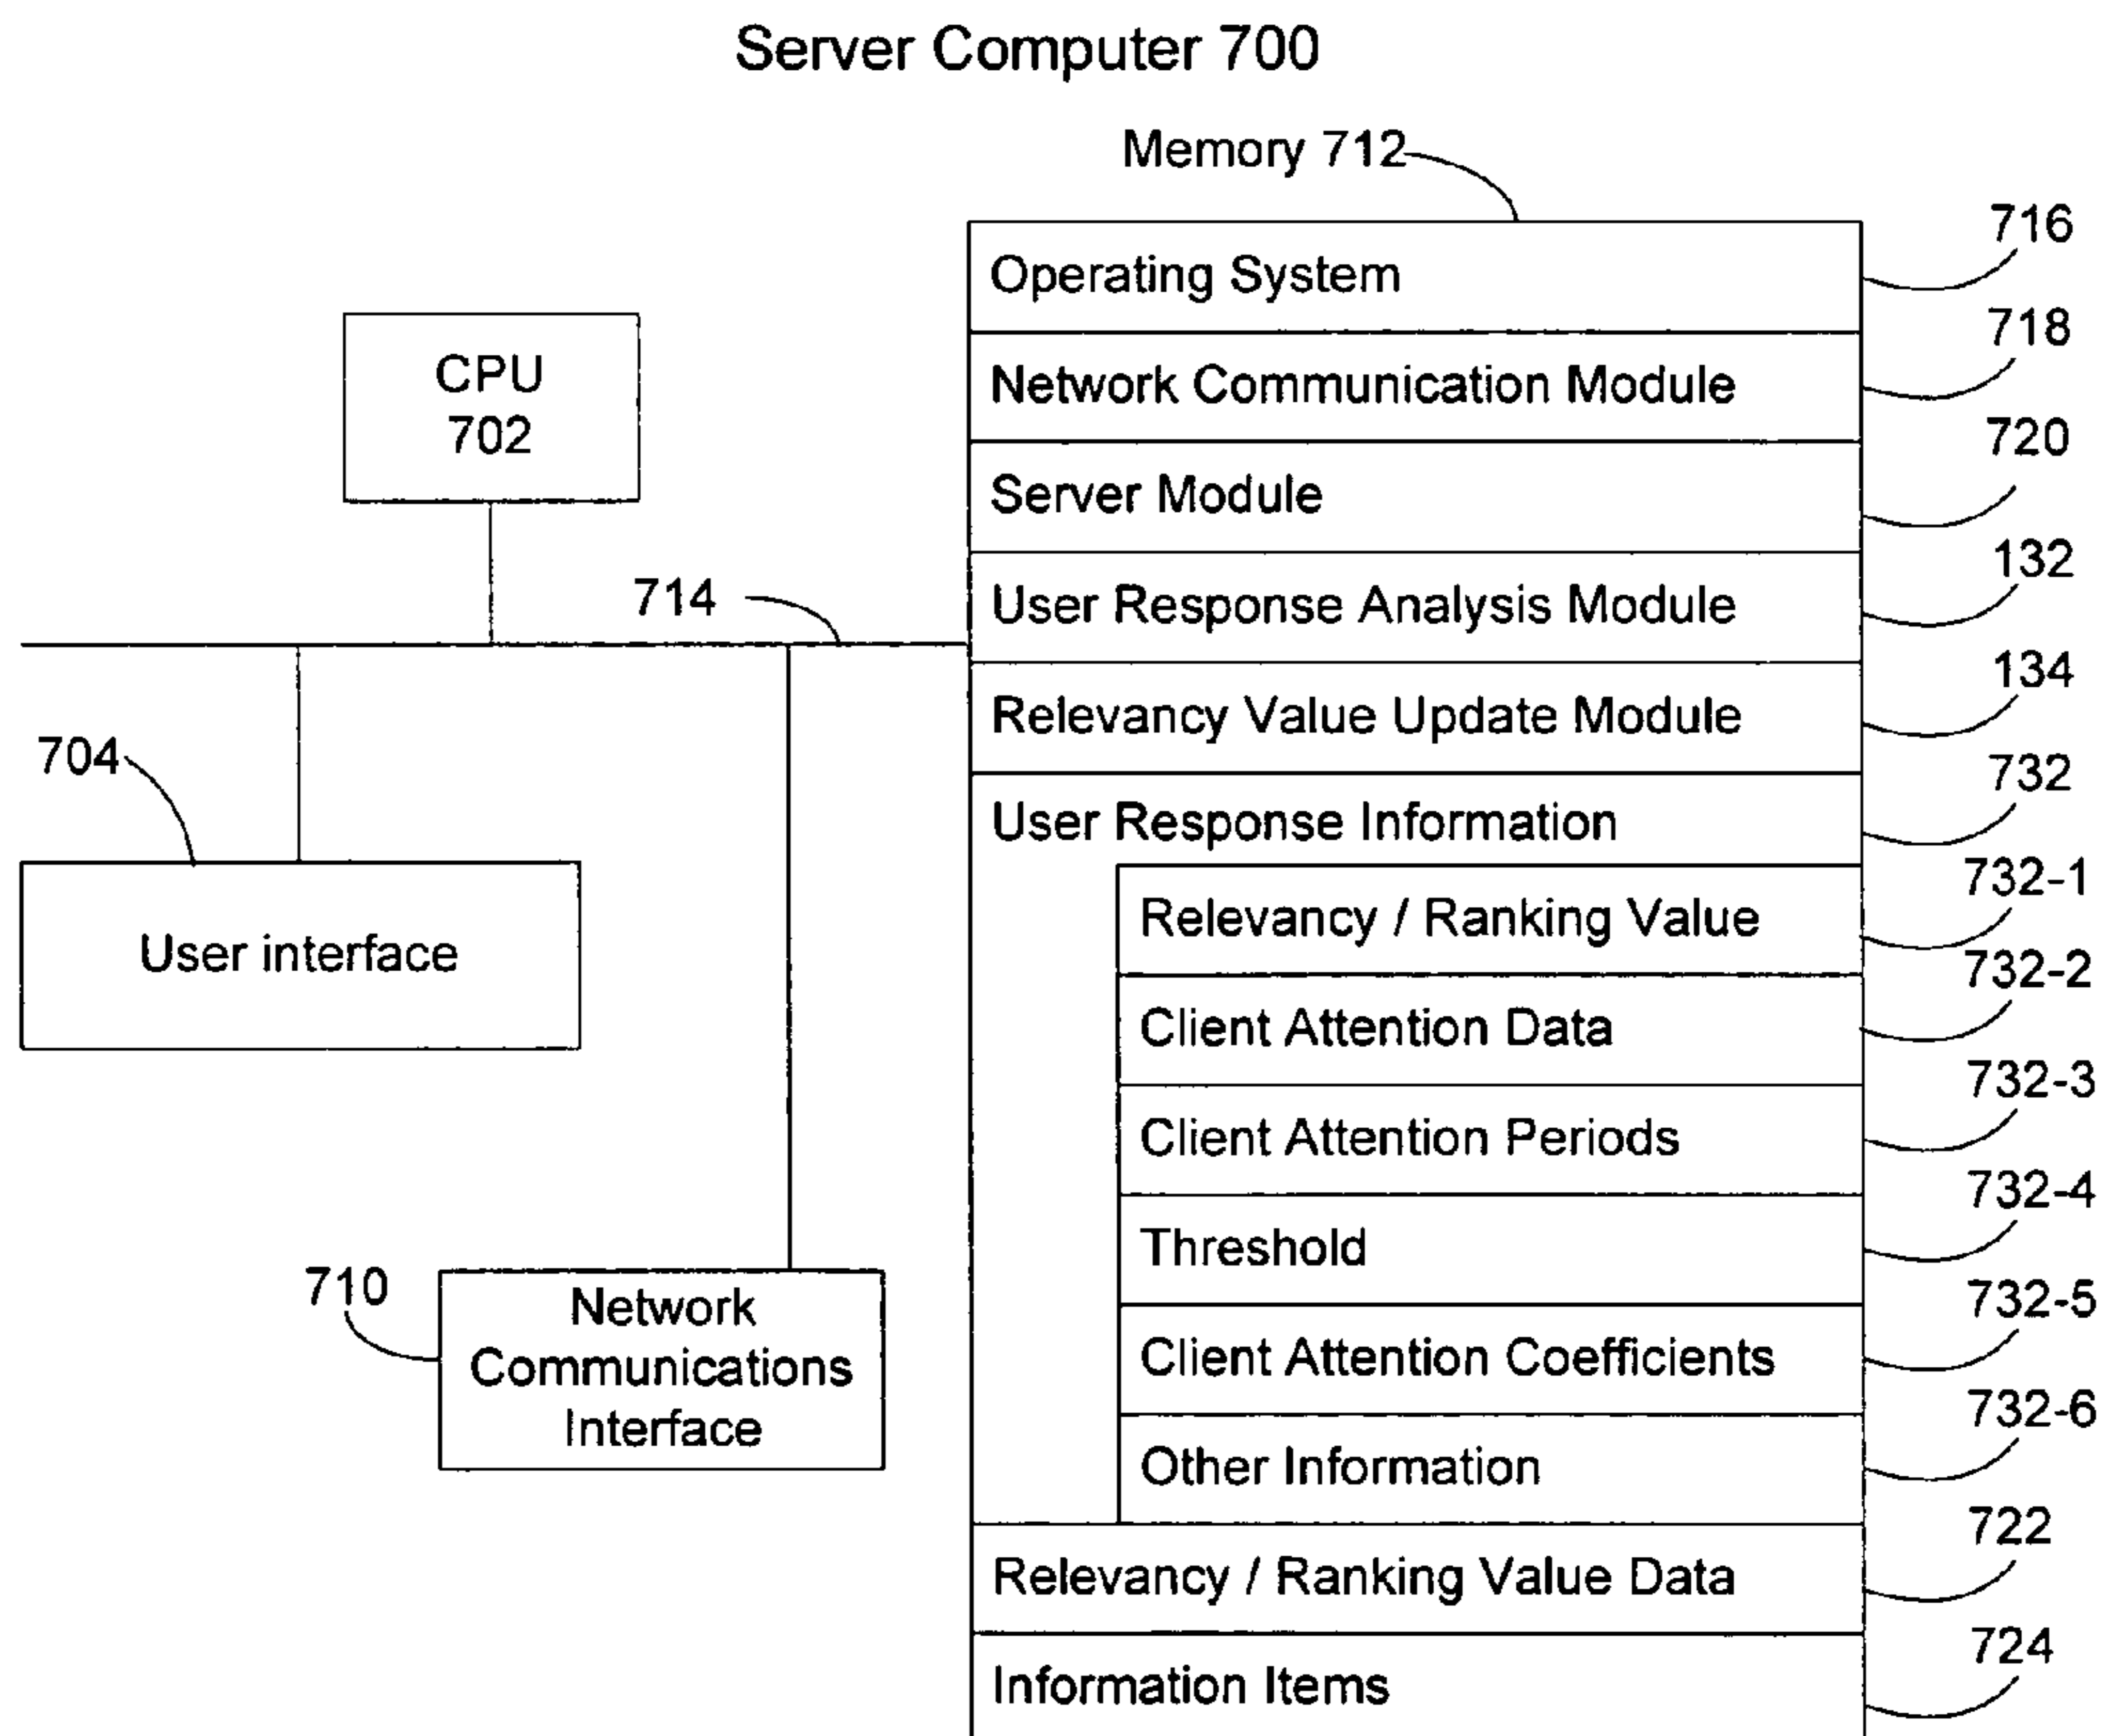 Server Computer 700
Memory 712
716
Operating System
718
Network Communication Module
720
Server Module
132
User Response Analysis Module
134
Relevancy Value Update Module
732
User Response Information
732-1
Relevancy / Ranking Value
732-2
Client Attention Data
732-3
Client Attention Periods
732-4
Threshold
732-5
Client Attention Coefficients
732-6
Other Information
722
Relevancy / Ranking Value Data
724
Information Items
CPU
702
714
704
User interface
710
Network
Communications
Interface